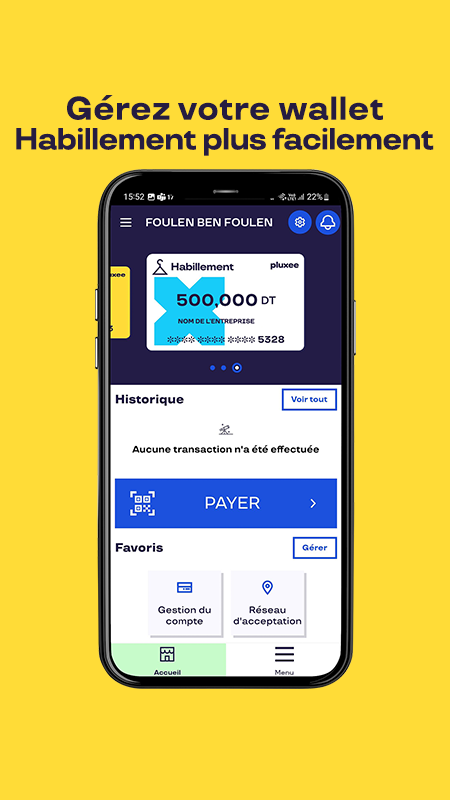 Gérez votre wallet
Habillement plus facilement
15:52 22%
FOULEN BEN FOULEN
Habillement pluxee
500,000 DT
NOM DE L'ENTREPRISE
**** **** **** 5328
Historique Voir tout
Aucune transaction n'a été effectuée
PAYER
Favoris Gérer
Gestion du compte
Réseau d'acceptation
Accueil Menu